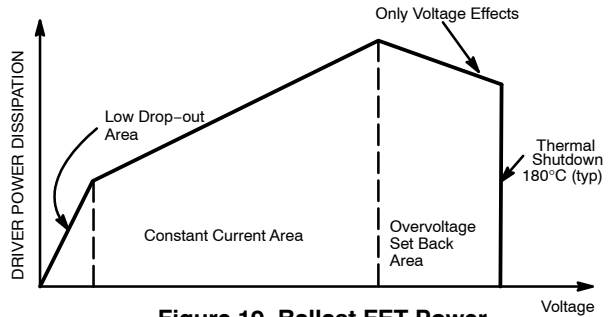 Only Voltage Effects
DRIVER POWER DISSIPATION
Low Drop−out
Area
Thermal
Shutdown
180°C (typ)
Constant Current Area
Overvoltage
Set Back
Area
Voltage
Figure 10. Ballast FET Power